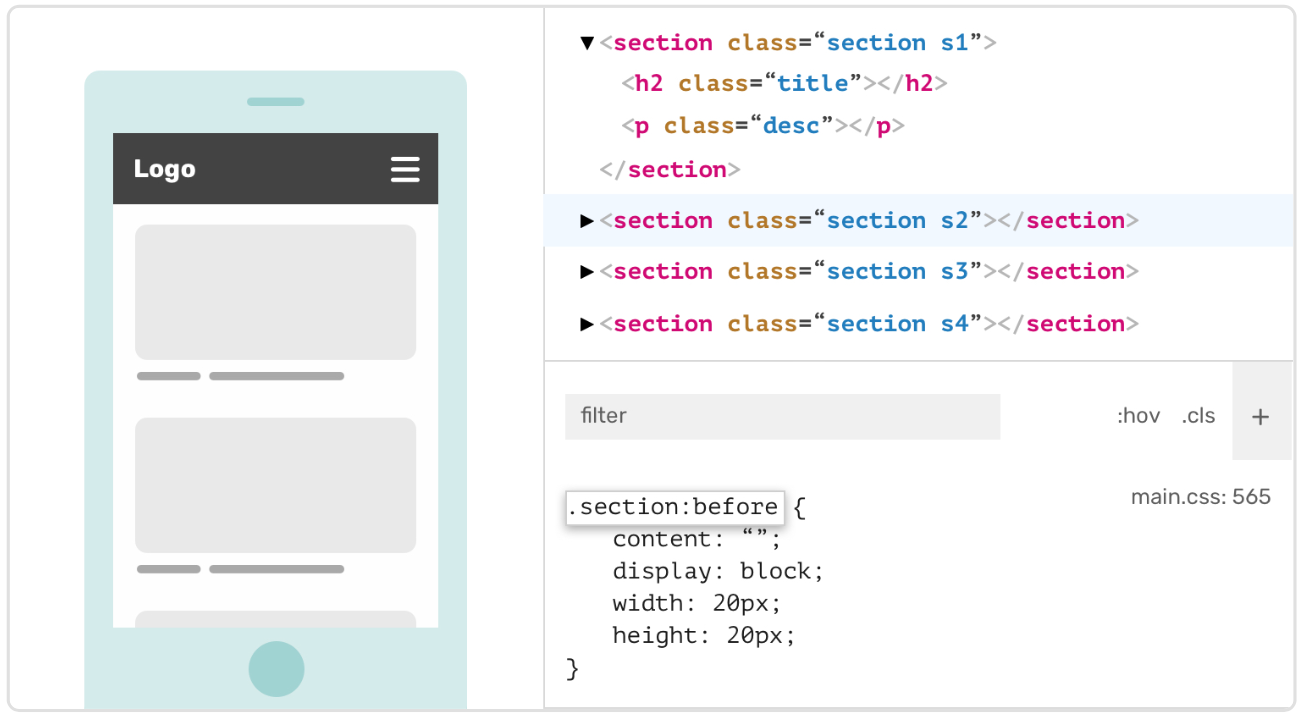 Logo
▼<section class=“section s1”>
<h2 class=“title”></h2>
<p class=“desc”></p>
</section>
▶<section class=“section s2”></section>
▶<section class=“section s3”></section>
▶<section class=“section s4”></section>
filter :hov .cls +
main.css: 565
.section:before {
content: “”;
display: block;
width: 20px;
height: 20px;
}